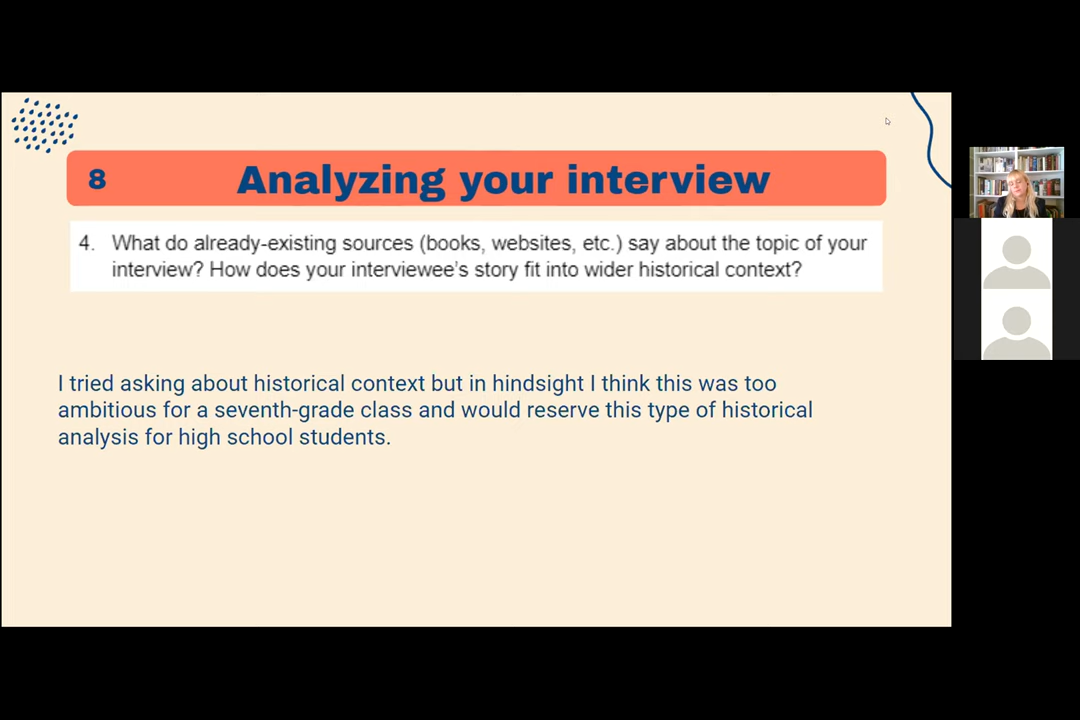 8 Analyzing your interview
4. What do already-existing sources (books, websites, etc.) say about the topic of your
interview? How does your interviewee's story fit into wider historical context?
I tried asking about historical context but in hindsight I think this was too
ambitious for a seventh-grade class and would reserve this type of historical
analysis for high school students.